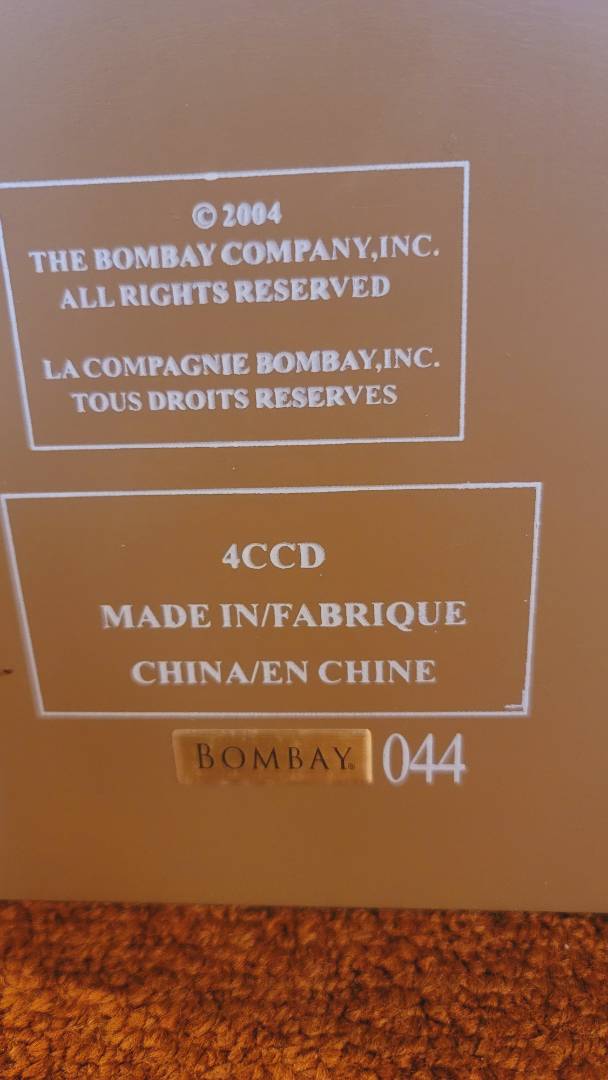 © 2004
THE BOMBAY COMPANY,INC.
ALL RIGHTS RESERVED
LA COMPAGNIE BOMBAY,INC.
TOUS DROITS RESERVES
4CCD
MADE IN/FABRIQUE
CHINA/EN CHINE
BOMBAY® 044